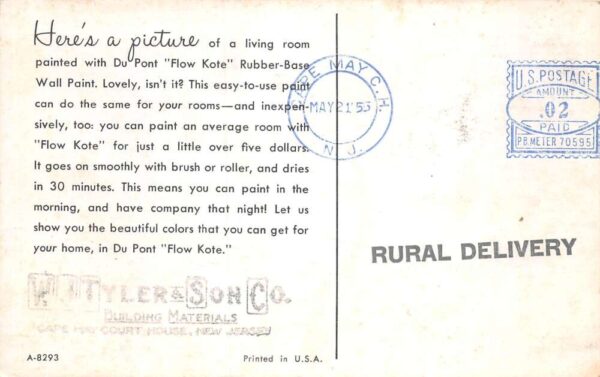 Here's a picture of a living room
painted with Du Pont "Flow Kote" Rubber-Base
Wall Paint. Lovely, isn't it? This easy-to-use paint
can do the same for your rooms—and inexpen-
sively, too: you can paint an average room with
"Flow Kote" for just a little over five dollars.
It goes on smoothly with brush or roller, and dries
in 30 minutes. This means you can paint in the
morning, and have company that night! Let us
show you the beautiful colors that you can get for
your home, in Du Pont "Flow Kote."
W. J. Tyler & Son Co.
Building Materials
Cape May Court House, New Jersey
A-8293
Printed in U.S.A.
CAPE MAY C.H.
MAY 21 '55
N.J.
U.S. POSTAGE
AMOUNT
.02
PAID
P.B. METER 70595
RURAL DELIVERY